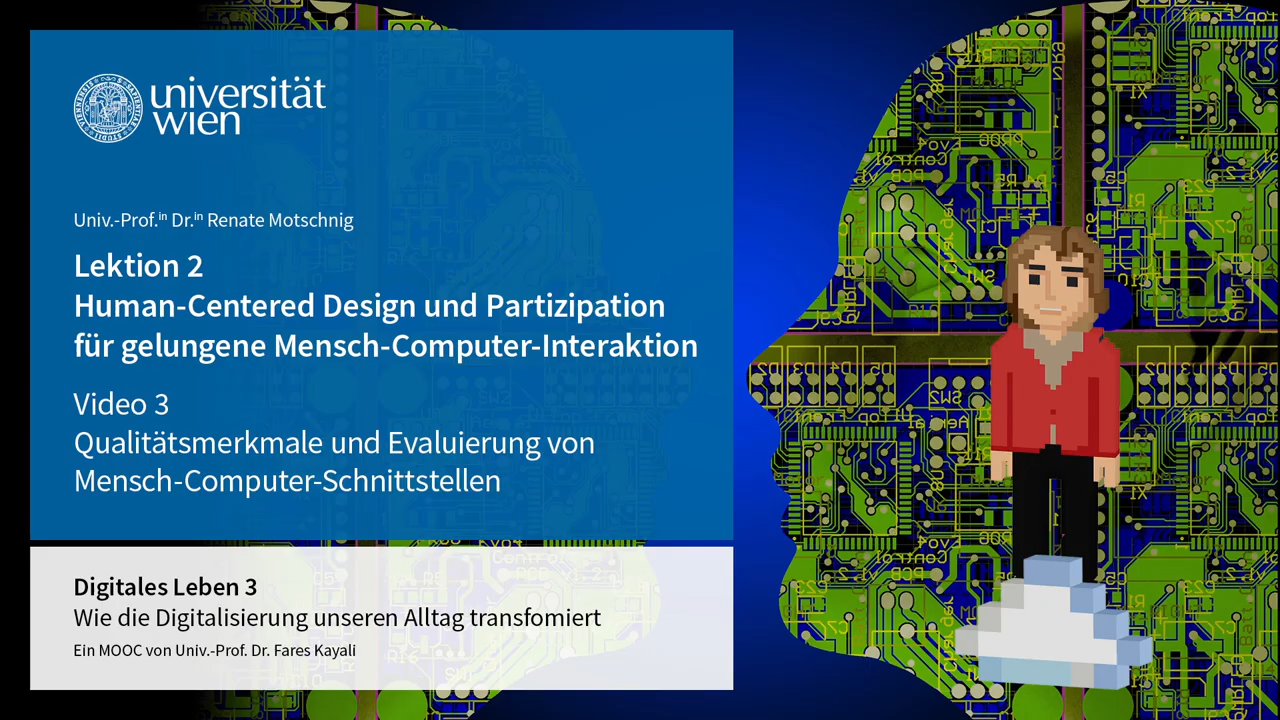 universität
wien
Univ.-Prof.in Dr.in Renate Motschnig
Lektion 2
Human-Centered Design und Partizipation
für gelungene Mensch-Computer-Interaktion
Video 3
Qualitätsmerkmale und Evaluierung von
Mensch-Computer-Schnittstellen
Digitales Leben 3
Wie die Digitalisierung unseren Alltag transfomiert
Ein MOOC von Univ.-Prof. Dr. Fares Kayali